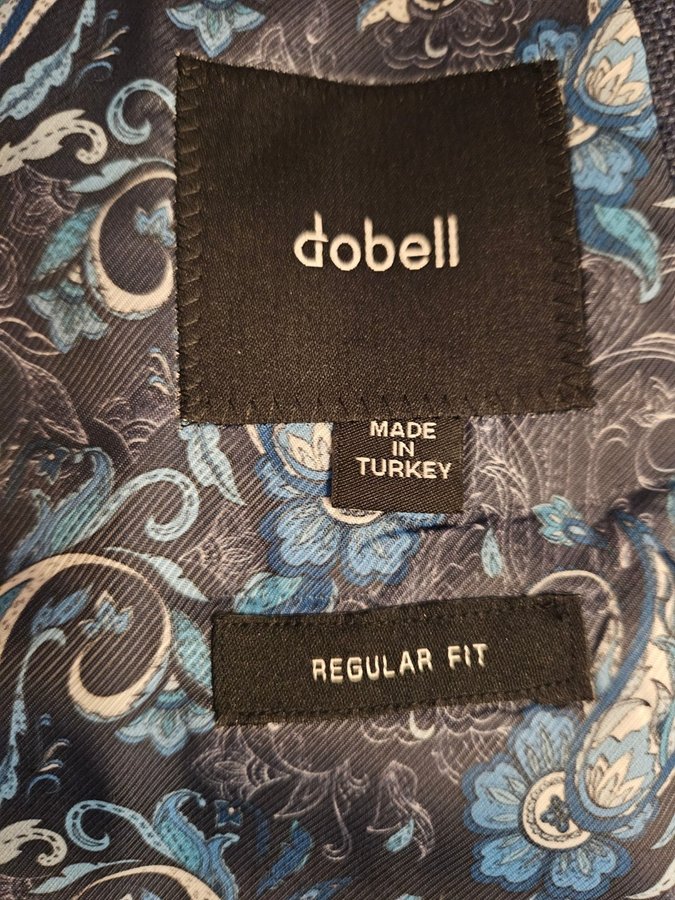 dobell
MADE
IN
TURKEY
REGULAR FIT